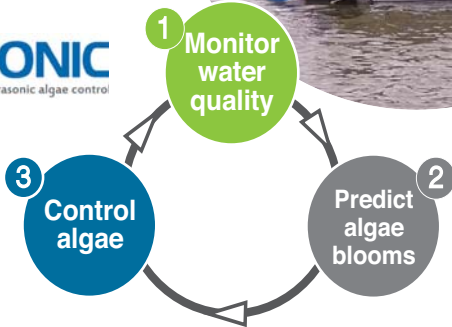 ONIC
rasonic algae control
1
Monitor
water
quality
2
Predict
algae
blooms
3
Control
algae